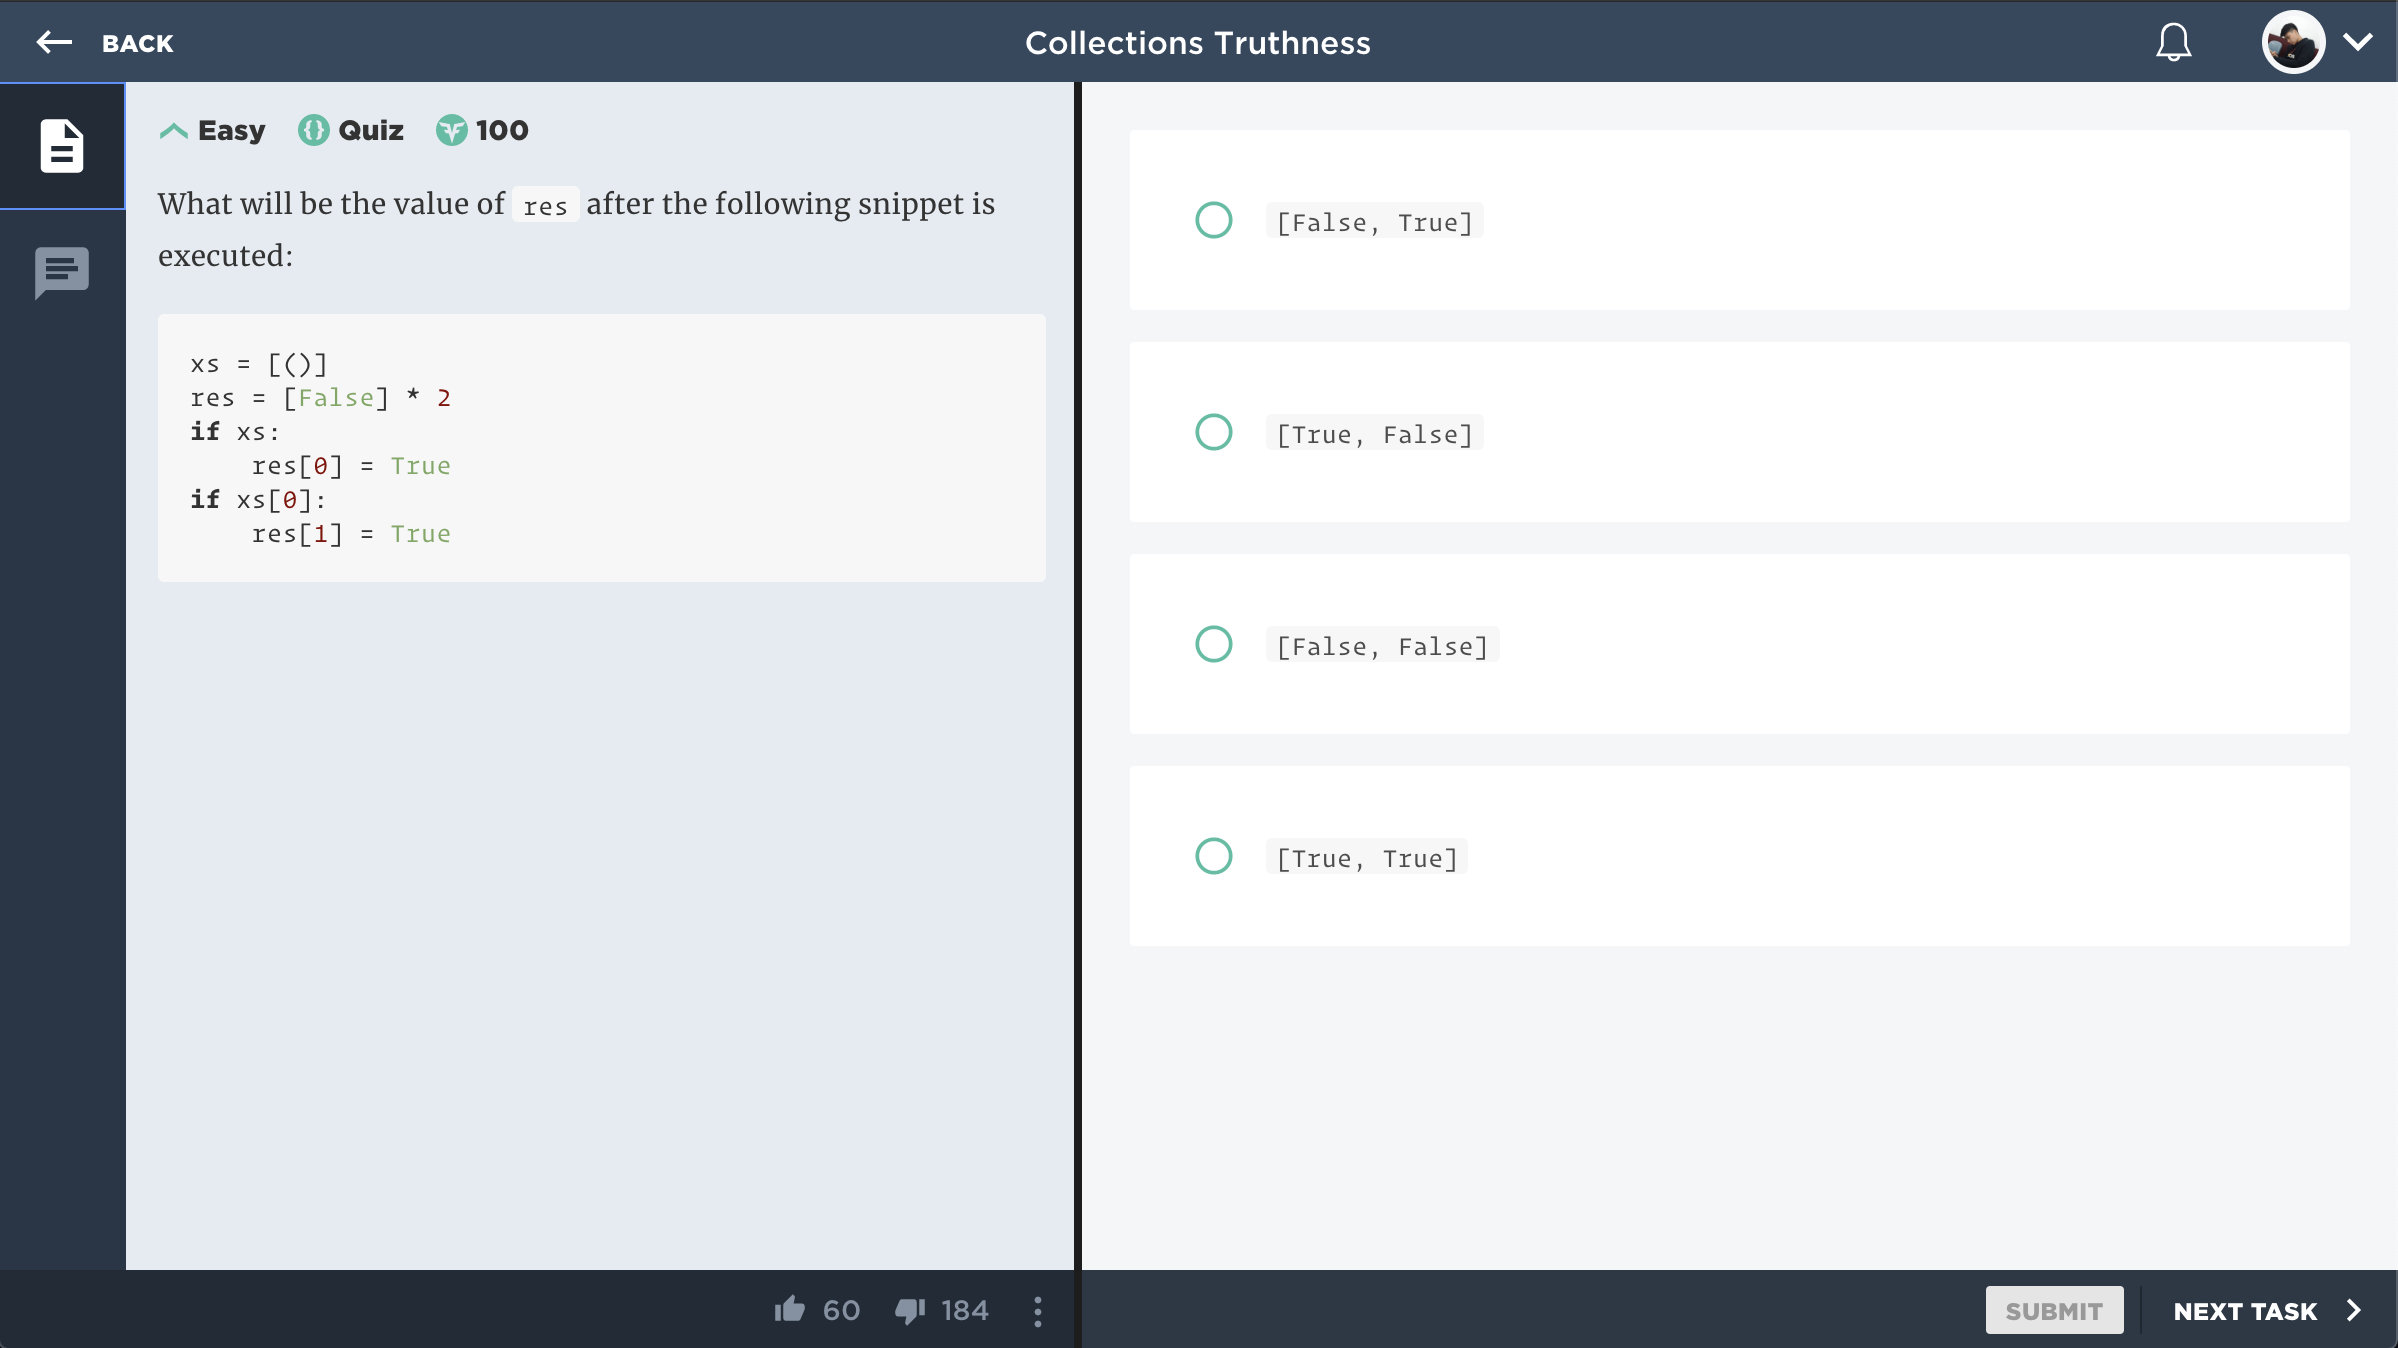 BACK
Collections Truthness
Easy Quiz 100
What will be the value of res after the following snippet is
executed:
xs = [()]
res = [False] * 2
if xs:
    res[0] = True
if xs[0]:
    res[1] = True
[False, True]
[True, False]
[False, False]
[True, True]
60 184
SUBMIT
NEXT TASK